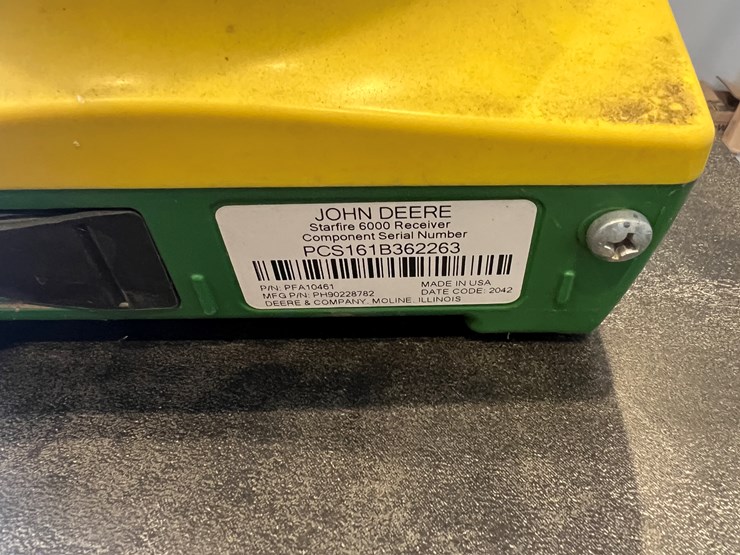 JOHN DEERE
Starfire 6000 Receiver
Component Serial Number
PCS161B362263
P/N: PFA10461 MADE IN USA
MFG P/N: PH90228782 DATE CODE: 2042
DEERE & COMPANY, MOLINE, ILLINOIS